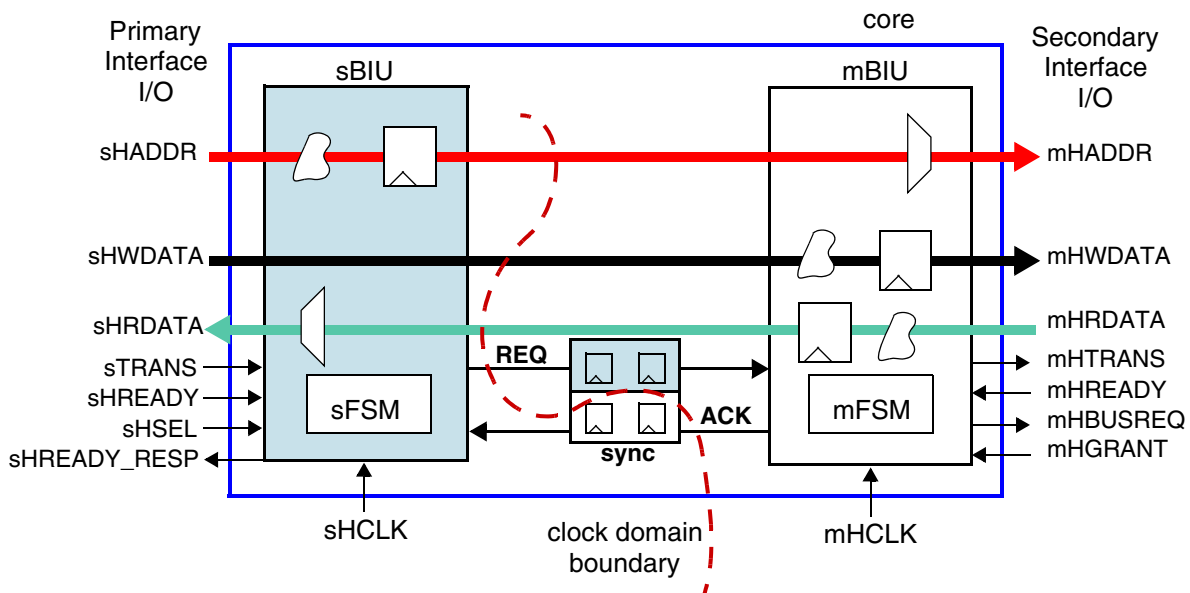 core
Primary
Interface
I/O
Secondary
Interface
I/O
sBIU
mBIU
sHADDR
mHADDR
sHWDATA
mHWDATA
sHRDATA
mHRDATA
sTRANS
REQ
mHTRANS
sHREADY
sFSM
mFSM
mHREADY
sHSEL
ACK
mHBUSREQ
sHREADY_RESP
sync
mHGRANT
sHCLK
clock domain
boundary
mHCLK